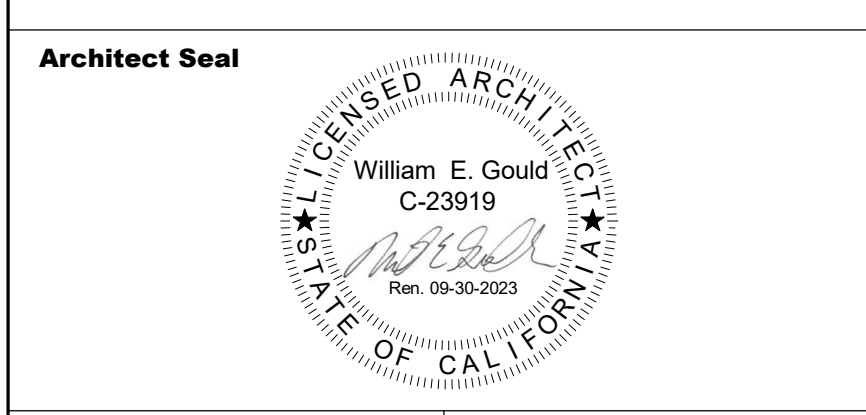 Architect Seal
LICENSED ARCHITECT
William E. Gould
C-23919
Ren. 09-30-2023
STATE OF CALIFORNIA